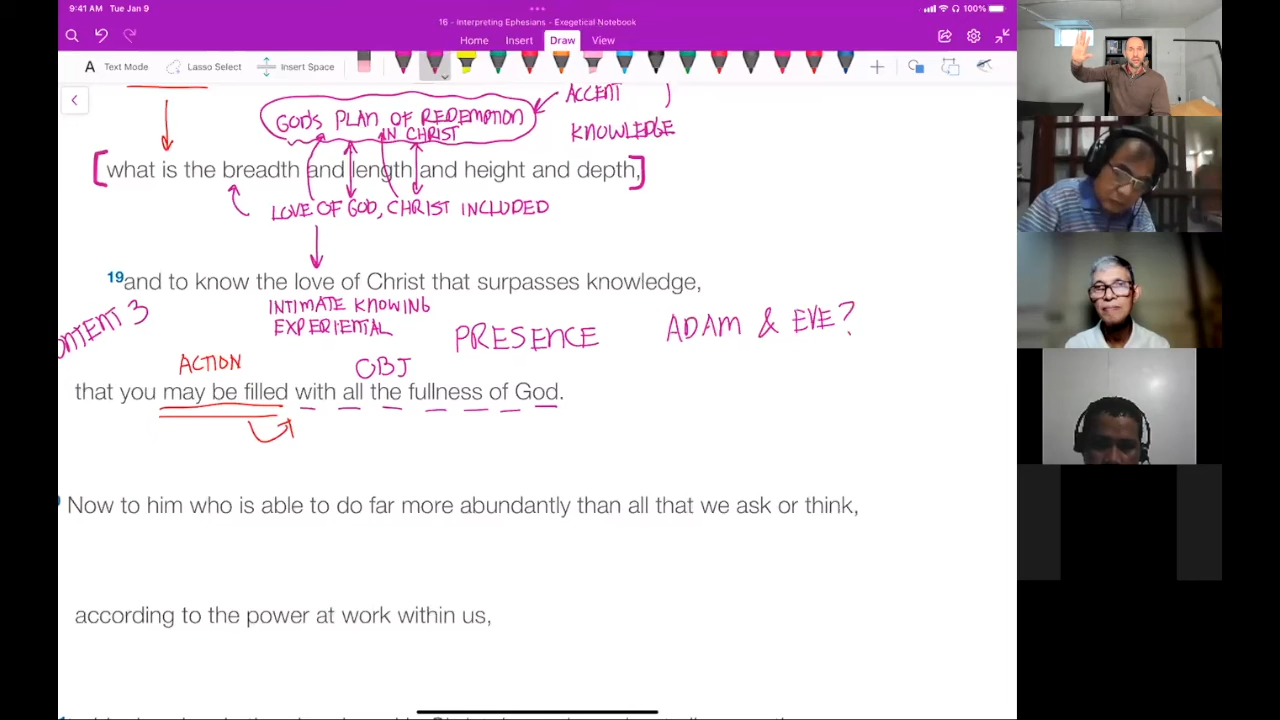 9:41 AM Tue Jan 9
100%
16 - Interpreting Ephesians - Exegetical Notebook
Home Insert Draw View
A Text Mode Lasso Select Insert Space
ACCENT
GOD'S PLAN OF REDEMPTION
IN CHRIST
KNOWLEDGE
[what is the breadth and length and height and depth,]
LOVE OF GOD, CHRIST INCLUDED
19and to know the love of Christ that surpasses knowledge,
INTIMATE KNOWING
EXPERIENTIAL
PRESENCE
ADAM & EVE?
ONTENT 3
ACTION
OBJ
that you may be filled with all the fullness of God.
Now to him who is able to do far more abundantly than all that we ask or think,
according to the power at work within us,